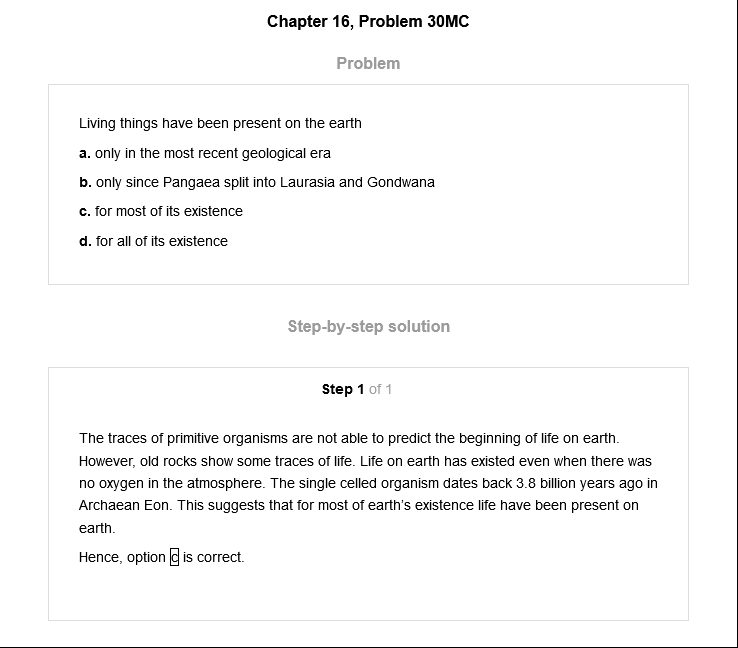 Chapter 16, Problem 30MC
Problem
Living things have been present on the earth
a. only in the most recent geological era
b. only since Pangaea split into Laurasia and Gondwana
c. for most of its existence
d. for all of its existence
Step-by-step solution
Step 1 of 1
The traces of primitive organisms are not able to predict the beginning of life on earth.
However, old rocks show some traces of life. Life on earth has existed even when there was
no oxygen in the atmosphere. The single celled organism dates back 3.8 billion years ago in
Archaean Eon. This suggests that for most of earth's existence life have been present on
earth.
Hence, option c is correct.